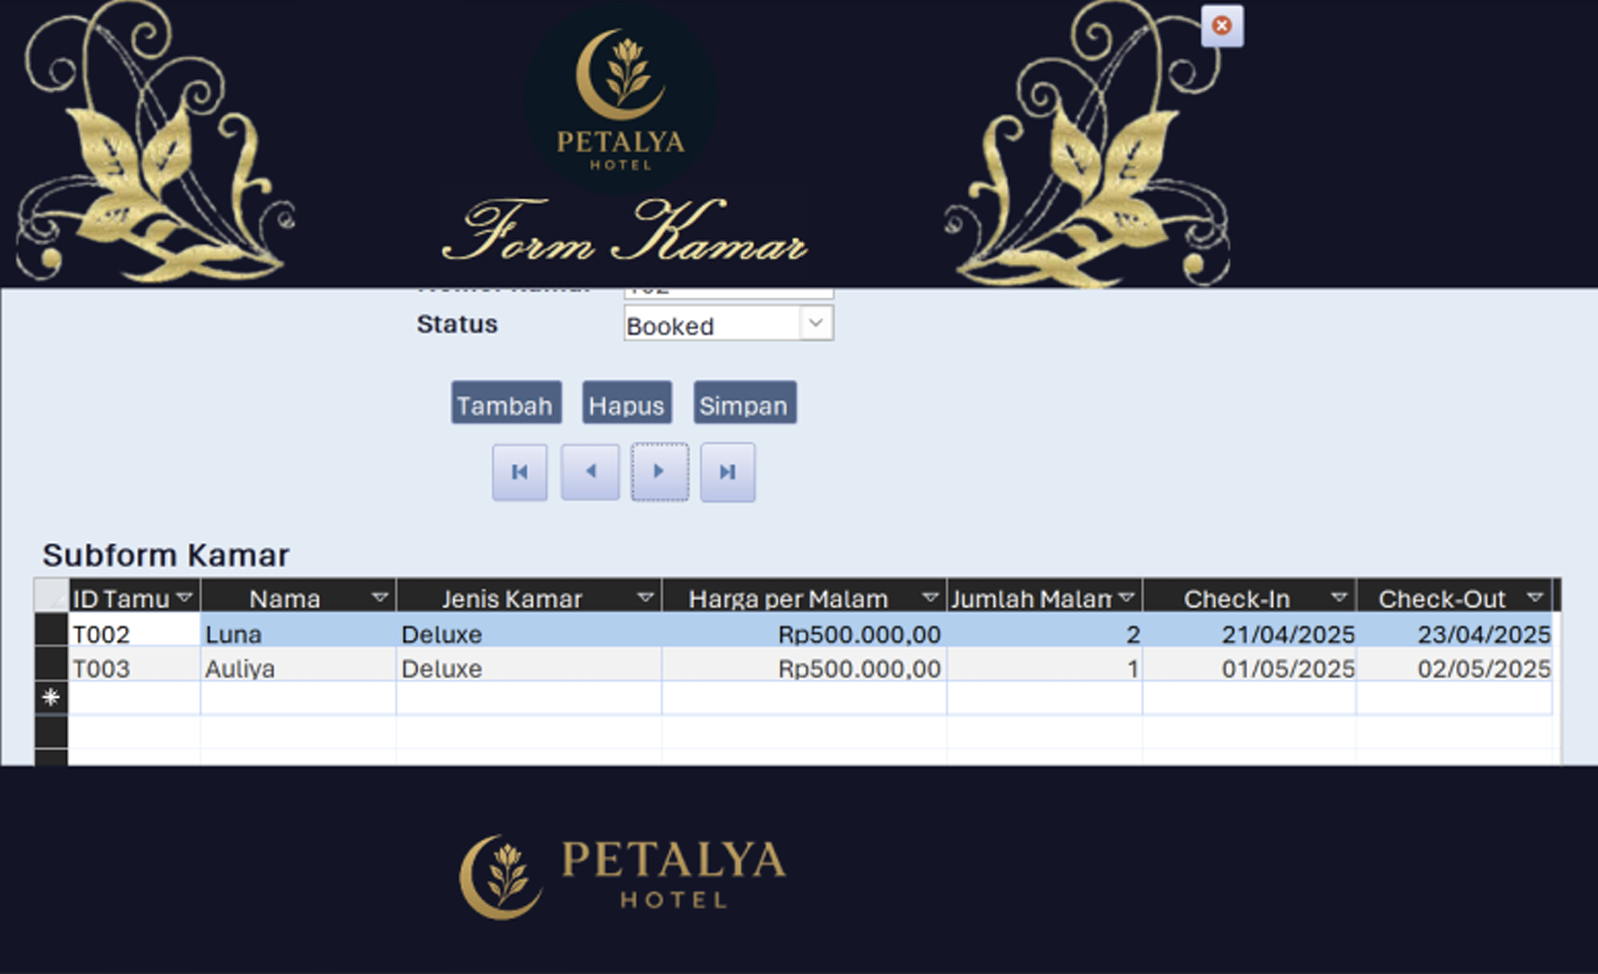 PETALYA
HOTEL
Form Kamar
Status Booked
Tambah Hapus Simpan
Subform Kamar
ID Tamu Nama Jenis Kamar Harga per Malam Jumlah Malam Check-In Check-Out
T002 Luna Deluxe Rp500.000,00 2 21/04/2025 23/04/2025
T003 Auliya Deluxe Rp500.000,00 1 01/05/2025 02/05/2025
PETALYA
HOTEL